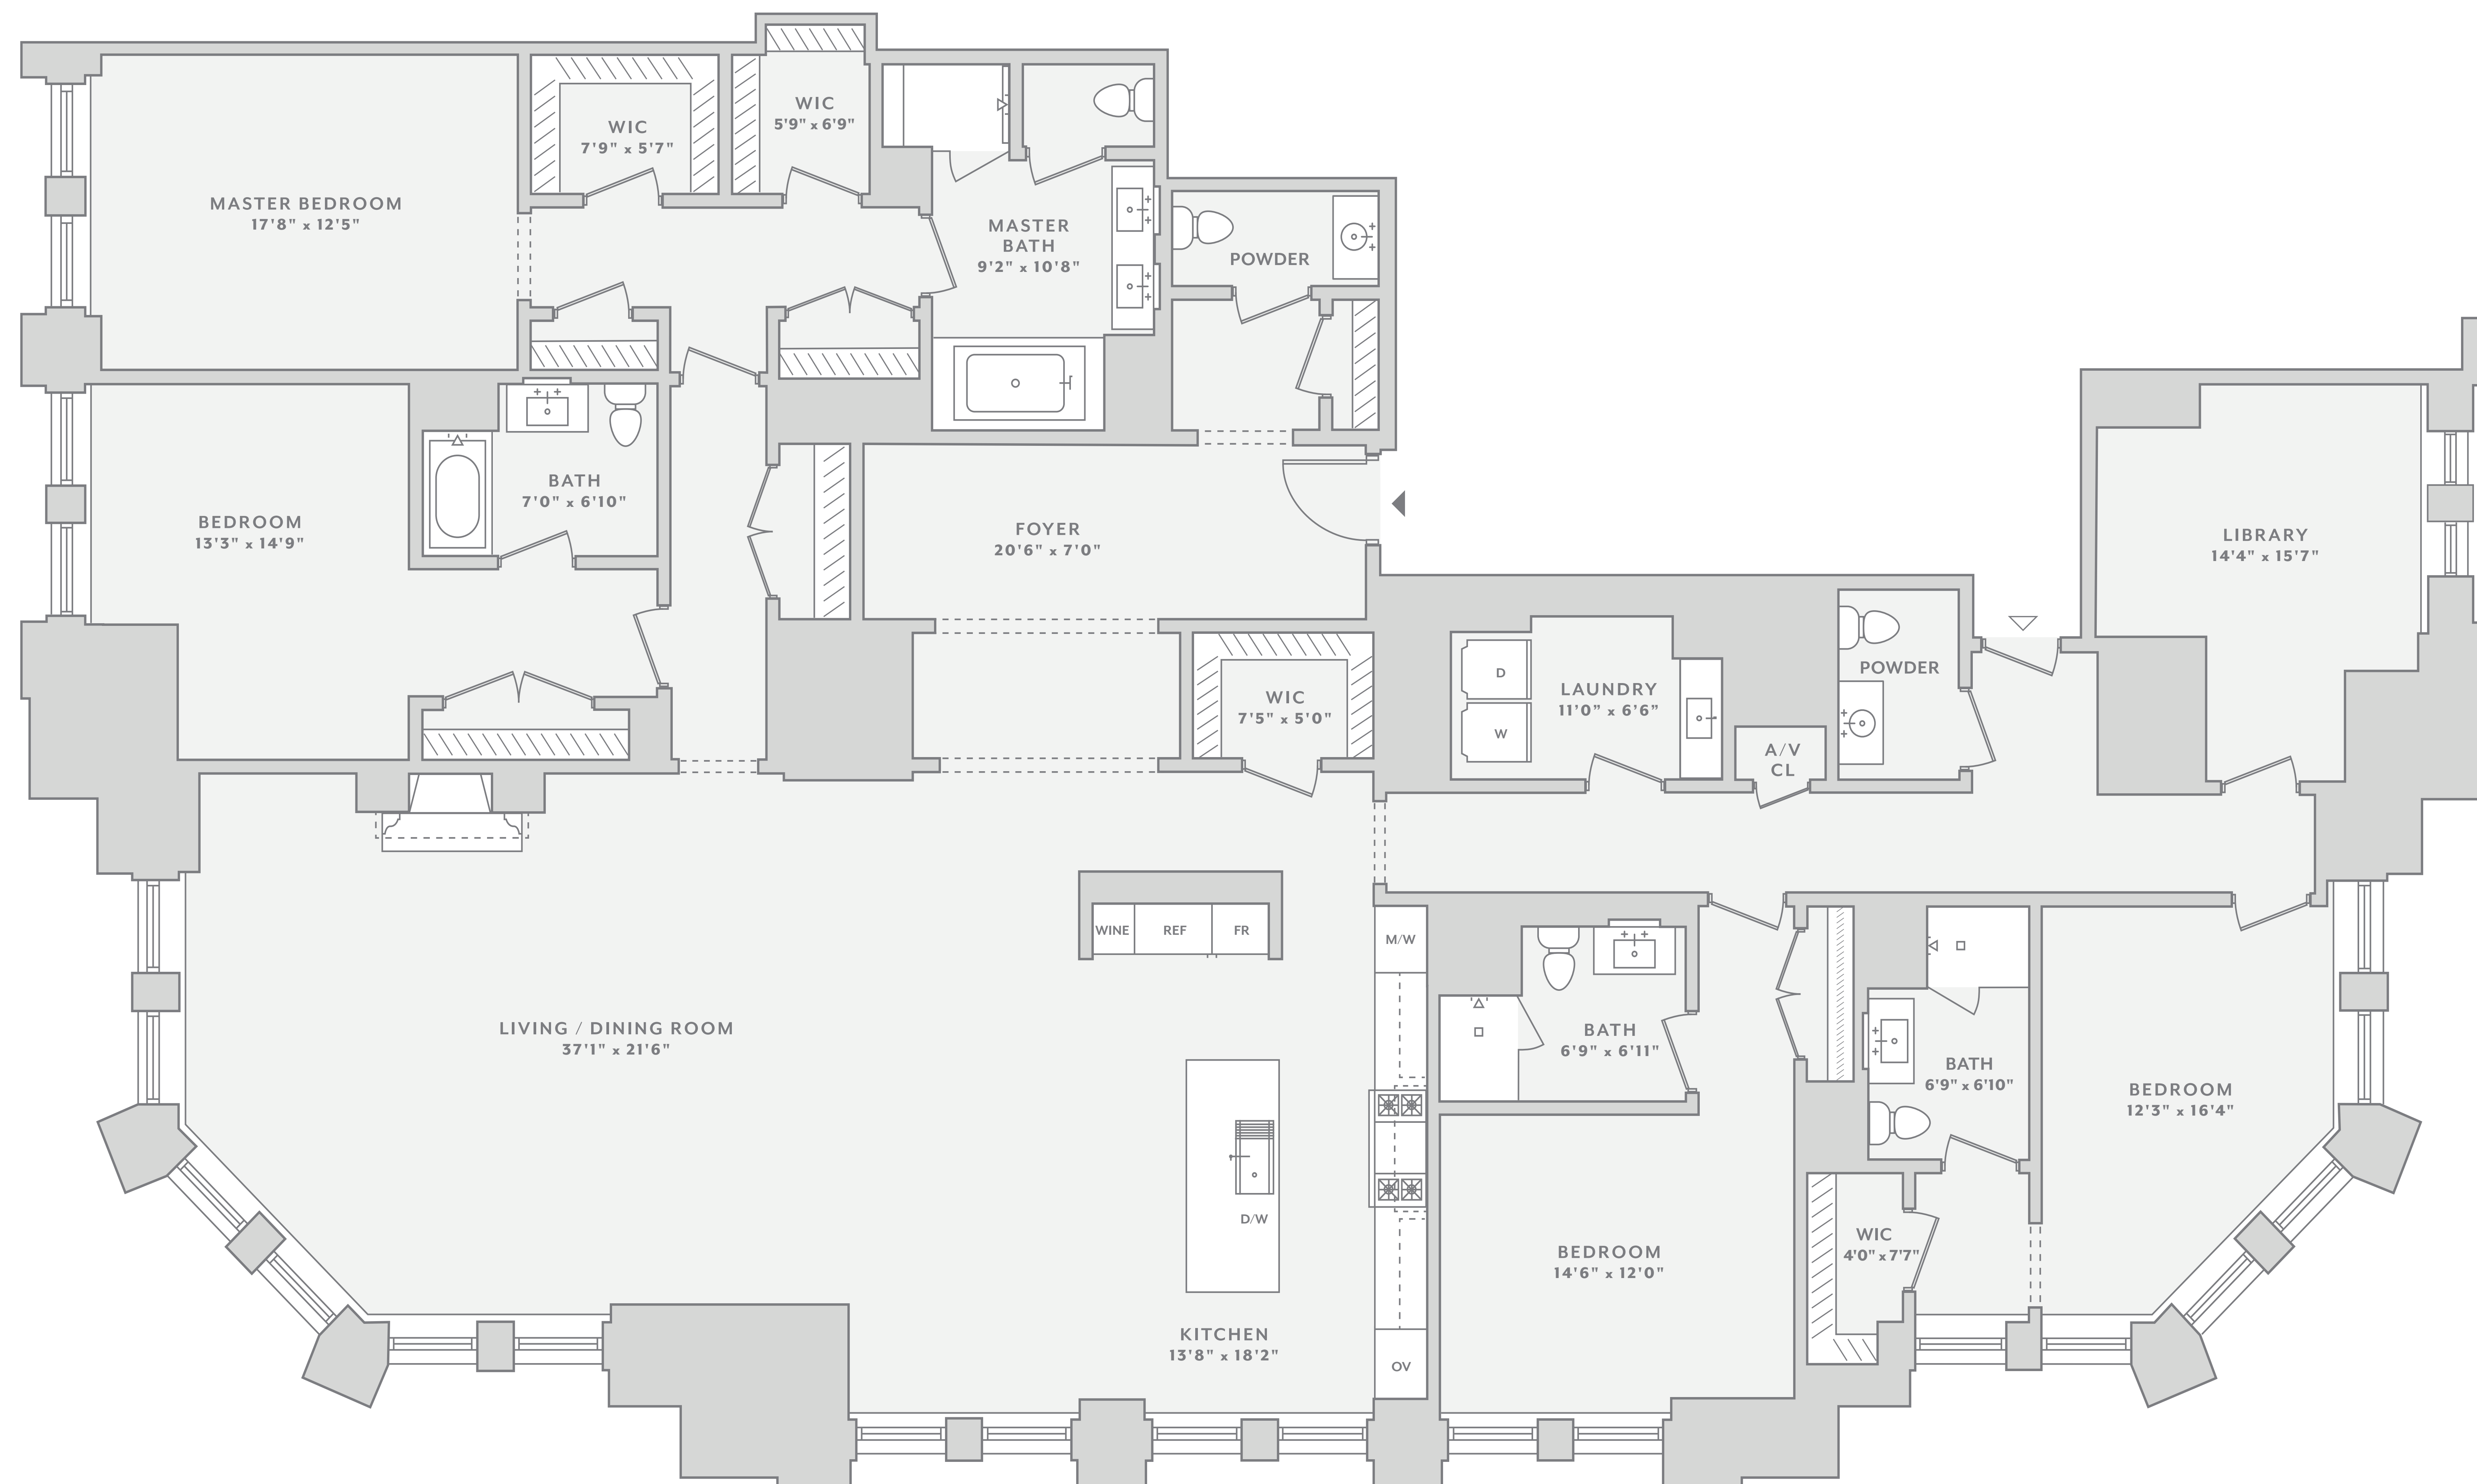 WIC
7'9" x 5'7"
WIC
5'9" x 6'9"
MASTER BEDROOM
17'8" x 12'5"
MASTER
BATH
9'2" x 10'8"
POWDER
BATH
7'0" x 6'10"
BEDROOM
13'3" x 14'9"
FOYER
20'6" x 7'0"
LIBRARY
14'4" x 15'7"
WIC
7'5" x 5'0"
D
W
LAUNDRY
11'0" x 6'6"
POWDER
A/V
CL
WINE
REF
FR
M/W
LIVING / DINING ROOM
37'1" x 21'6"
BATH
6'9" x 6'11"
BATH
6'9" x 6'10"
BEDROOM
12'3" x 16'4"
D/W
WIC
4'0" x 7'7"
BEDROOM
14'6" x 12'0"
KITCHEN
13'8" x 18'2"
OV